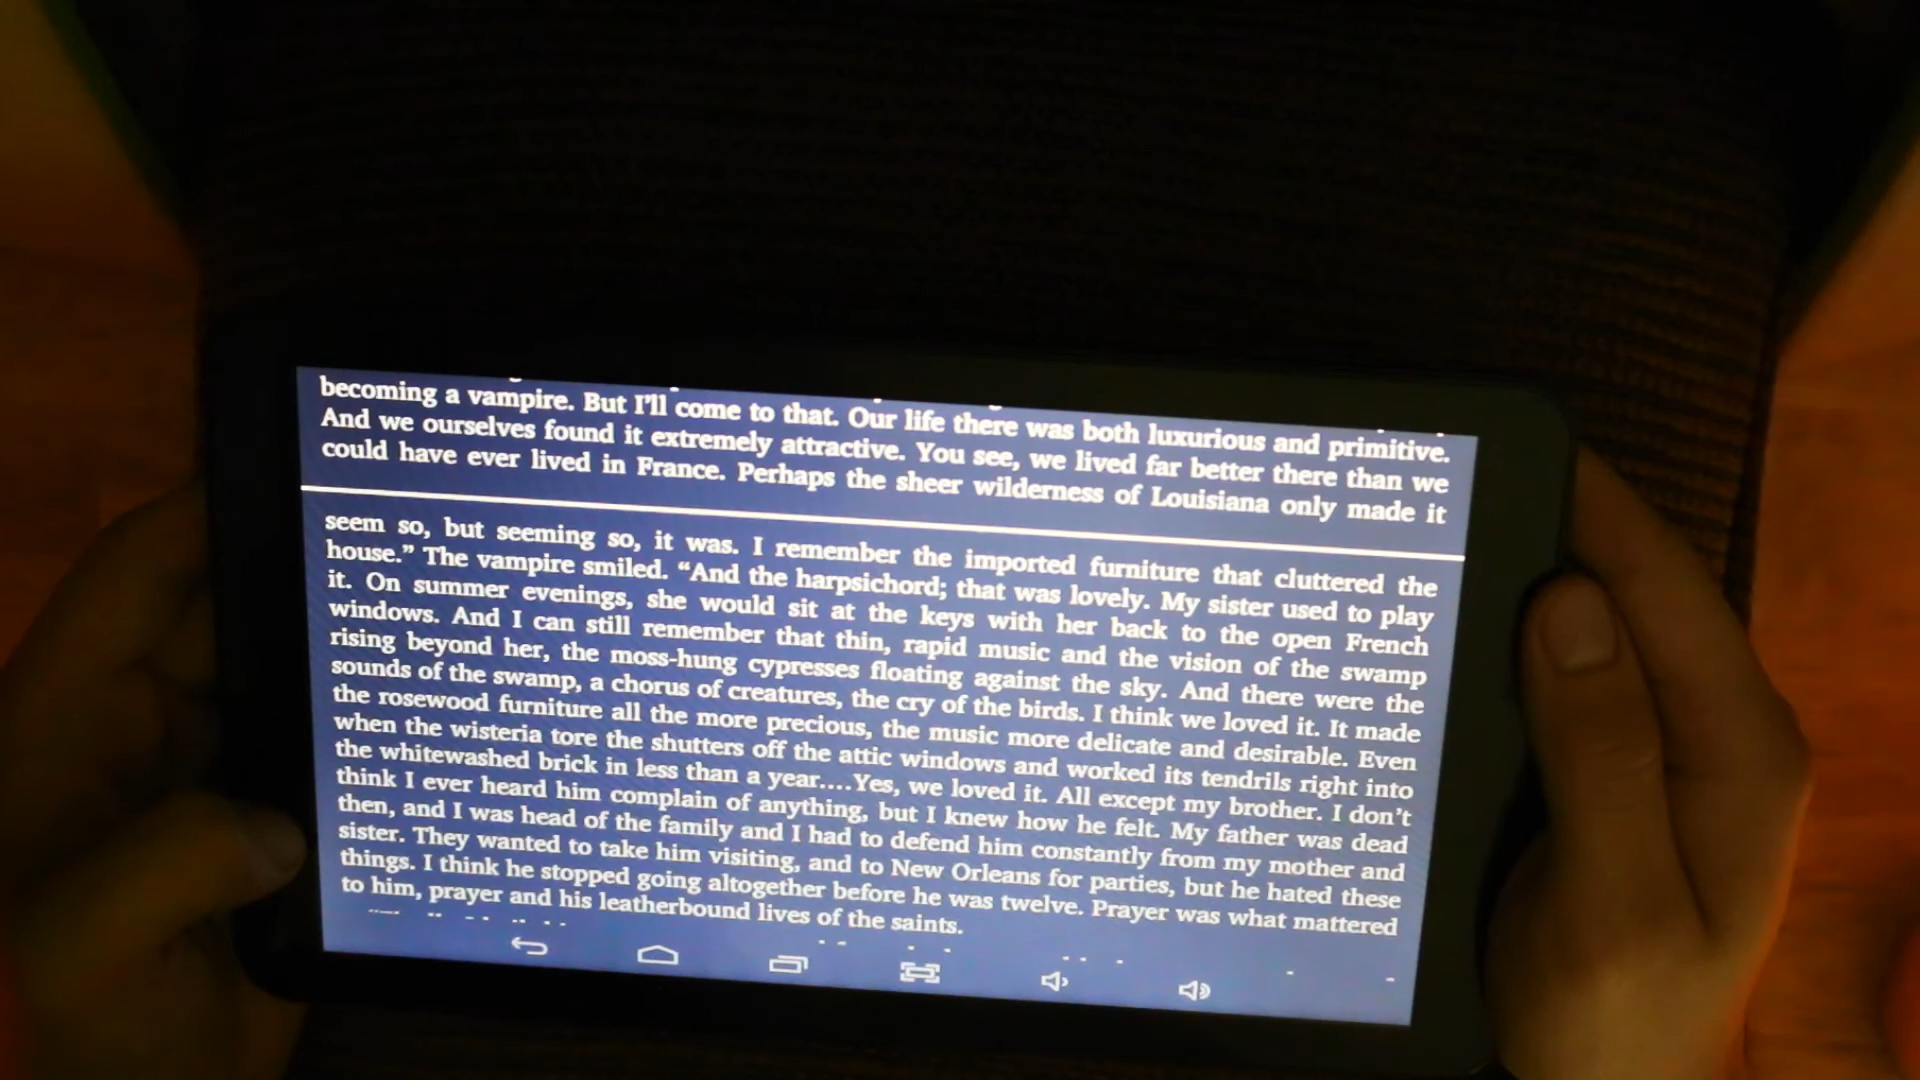 becoming a vampire. But I'll come to that. Our life there was both luxurious and primitive.
And we ourselves found it extremely attractive. You see, we lived far better there than we
could have ever lived in France. Perhaps the sheer wilderness of Louisiana only made it
seem so, but seeming so, it was. I remember the imported furniture that cluttered the
house.” The vampire smiled. “And the harpsichord; that was lovely. My sister used to play
it. On summer evenings, she would sit at the keys with her back to the open French
windows. And I can still remember that thin, rapid music and the vision of the swamp
rising beyond her, the moss-hung cypresses floating against the sky. And there were the
sounds of the swamp, a chorus of creatures, the cry of the birds. I think we loved it. It made
the rosewood furniture all the more precious, the music more delicate and desirable. Even
when the wisteria tore the shutters off the attic windows and worked its tendrils right into
the whitewashed brick in less than a year....Yes, we loved it. All except my brother. I don't
think I ever heard him complain of anything, but I knew how he felt. My father was dead
then, and I was head of the family and I had to defend him constantly from my mother and
sister. They wanted to take him visiting, and to New Orleans for parties, but he hated these
things. I think he stopped going altogether before he was twelve. Prayer was what mattered
to him, prayer and his leatherbound lives of the saints.